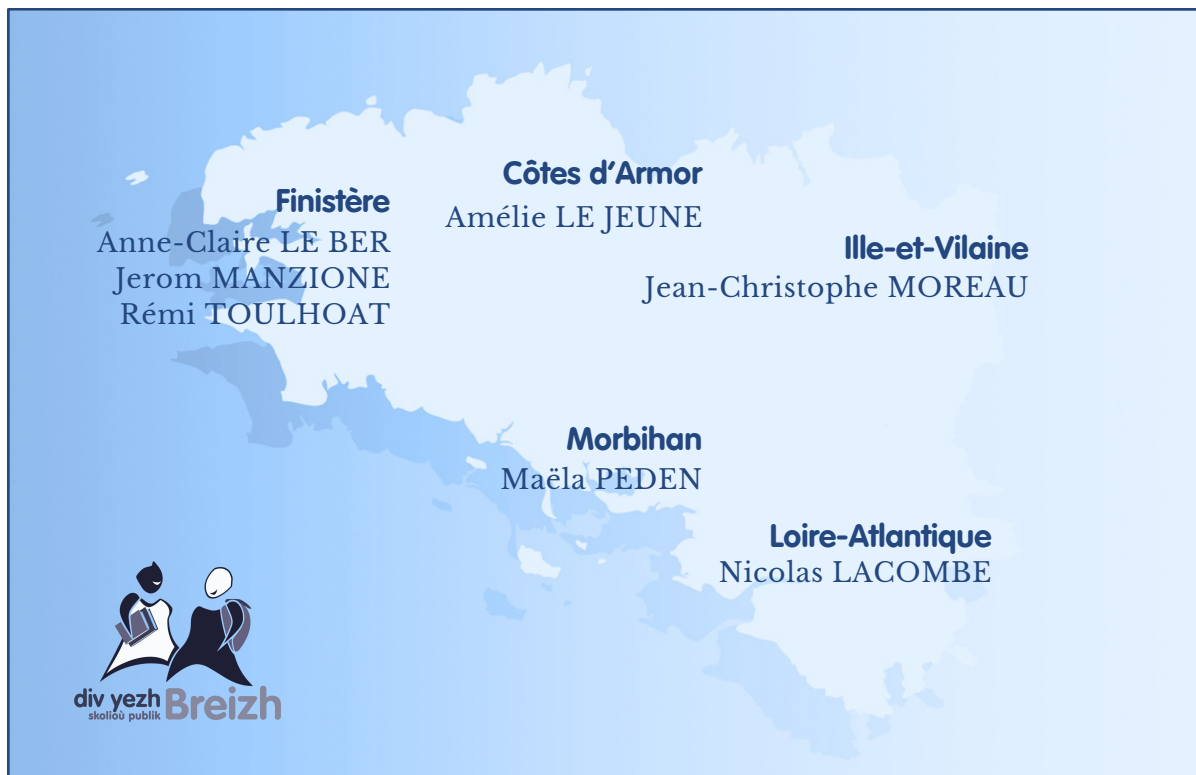 Côtes d'Armor
Amélie LE JEUNE
Finistère
Anne-Claire LE BER
Jerom MANZIONE
Rémi TOULHOAT
Ille-et-Vilaine
Jean-Christophe MOREAU
Morbihan
Maëla PEDEN
Loire-Atlantique
Nicolas LACOMBE
div yezh Breizh
skolioù publik